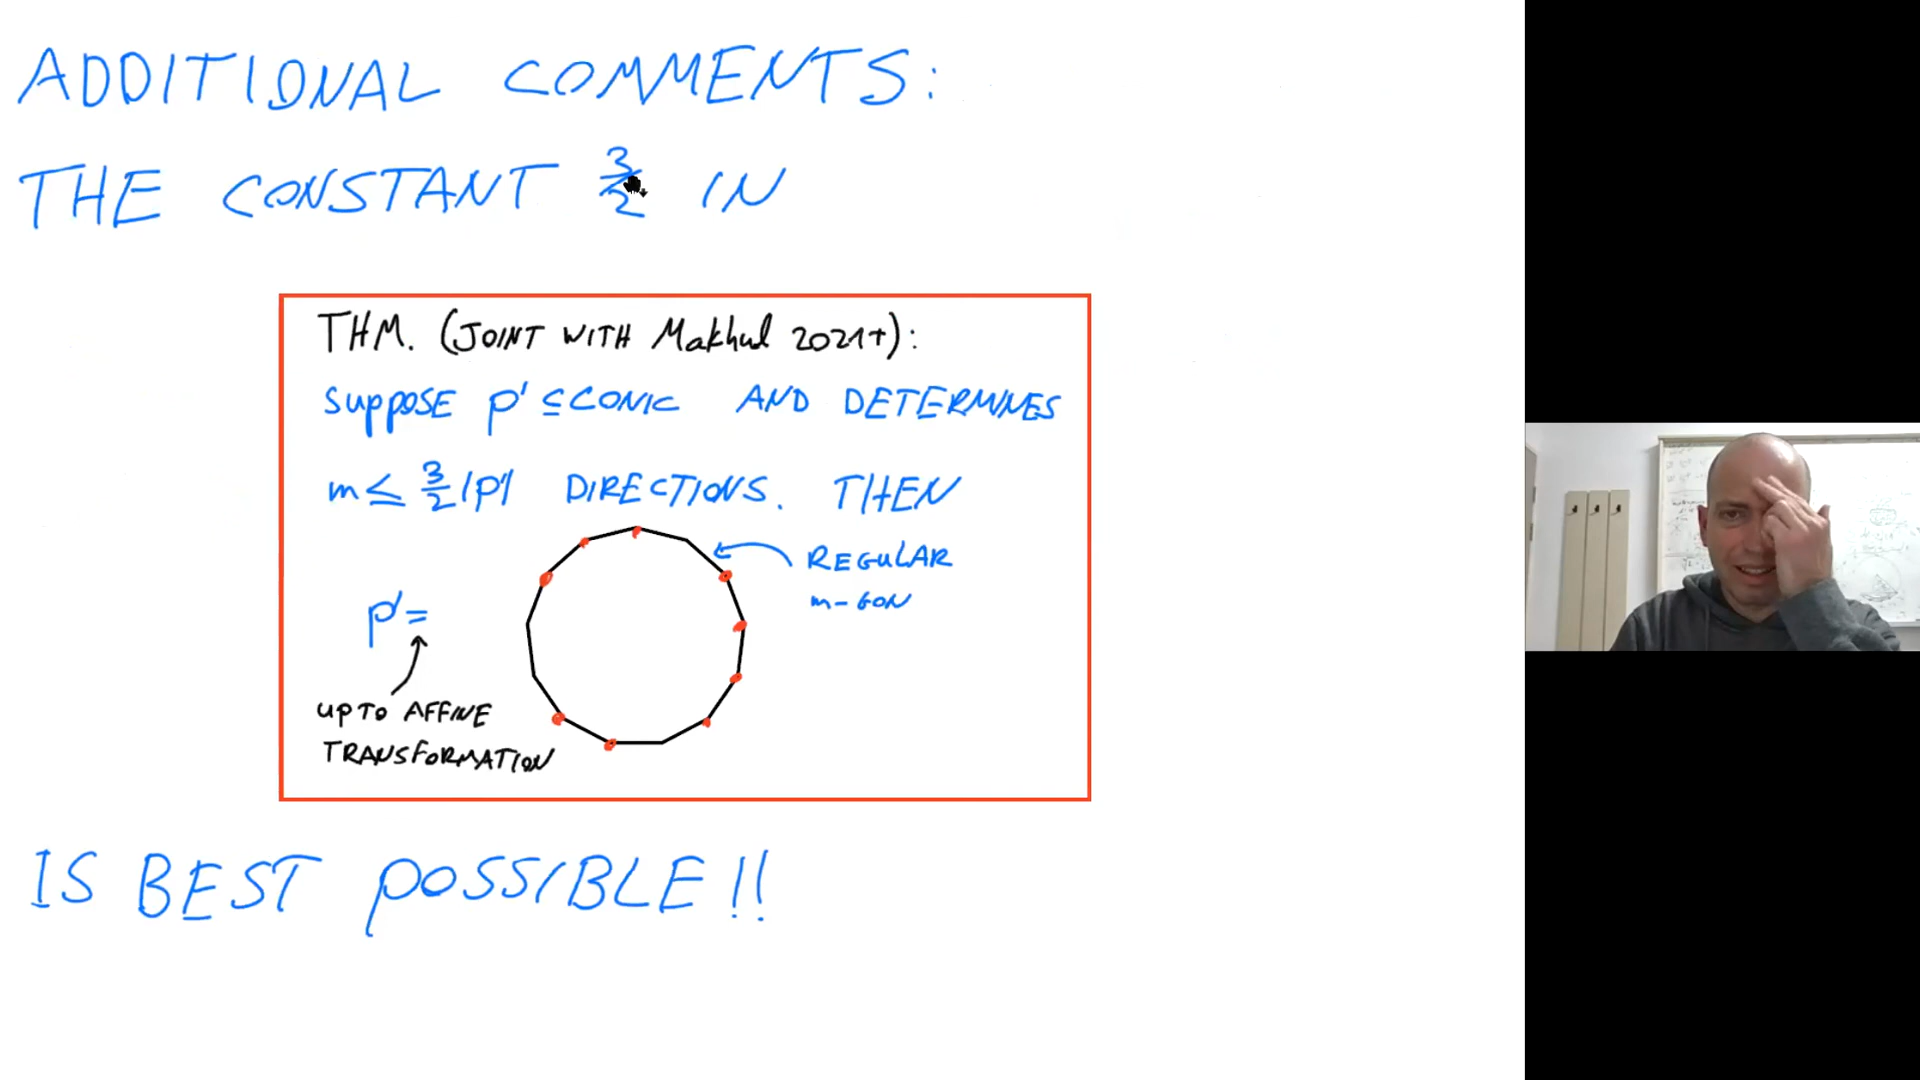 ADDITIONAL COMMENTS:
THE CONSTANT 3/2 IN
THM. (JOINT WITH Makhul 2021+):
SUPPOSE P' ⊆ CONIC AND DETERMINES
m ≤ 3/2 |P'| DIRECTIONS. THEN
REGULAR
m-GON
P' =
UP TO AFFINE
TRANSFORMATION
IS BEST POSSIBLE!!